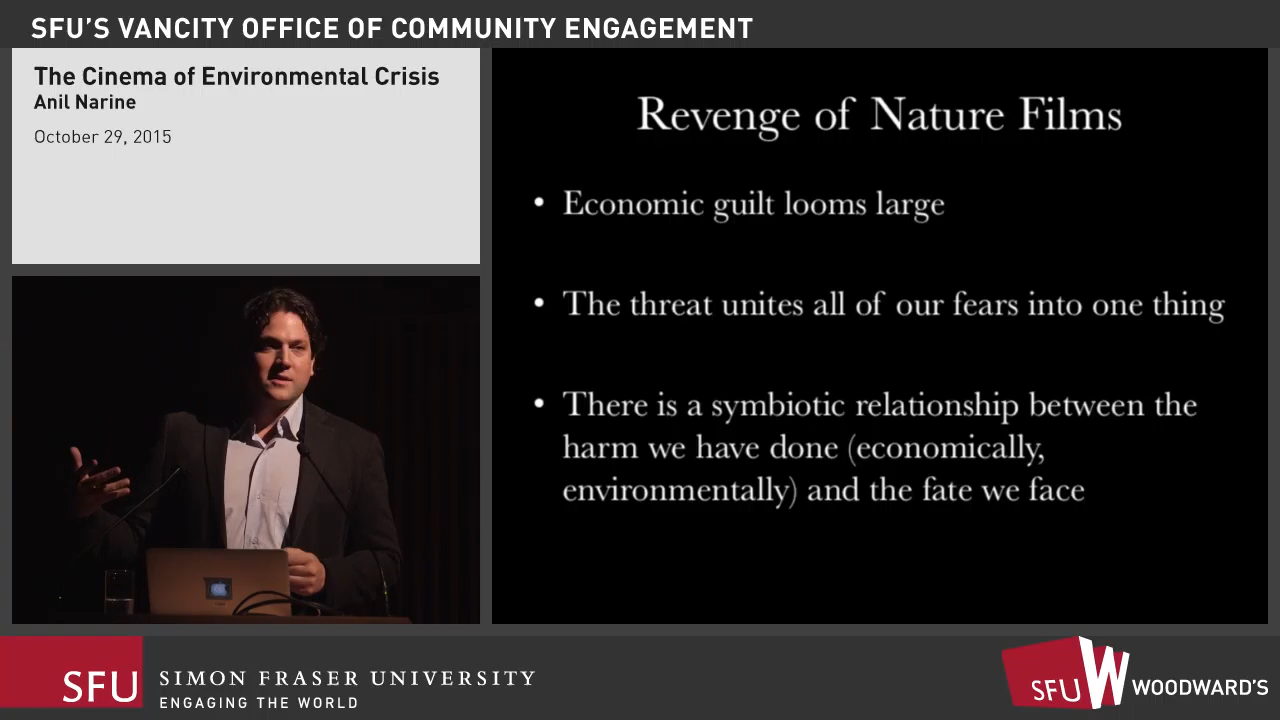 SFU'S VANCITY OFFICE OF COMMUNITY ENGAGEMENT
The Cinema of Environmental Crisis
Anil Narine
October 29, 2015
Revenge of Nature Films
• Economic guilt looms large
• The threat unites all of our fears into one thing
• There is a symbiotic relationship between the
harm we have done (economically,
environmentally) and the fate we face
SFU
SIMON FRASER UNIVERSITY
ENGAGING THE WORLD
SFU W WOODWARD'S